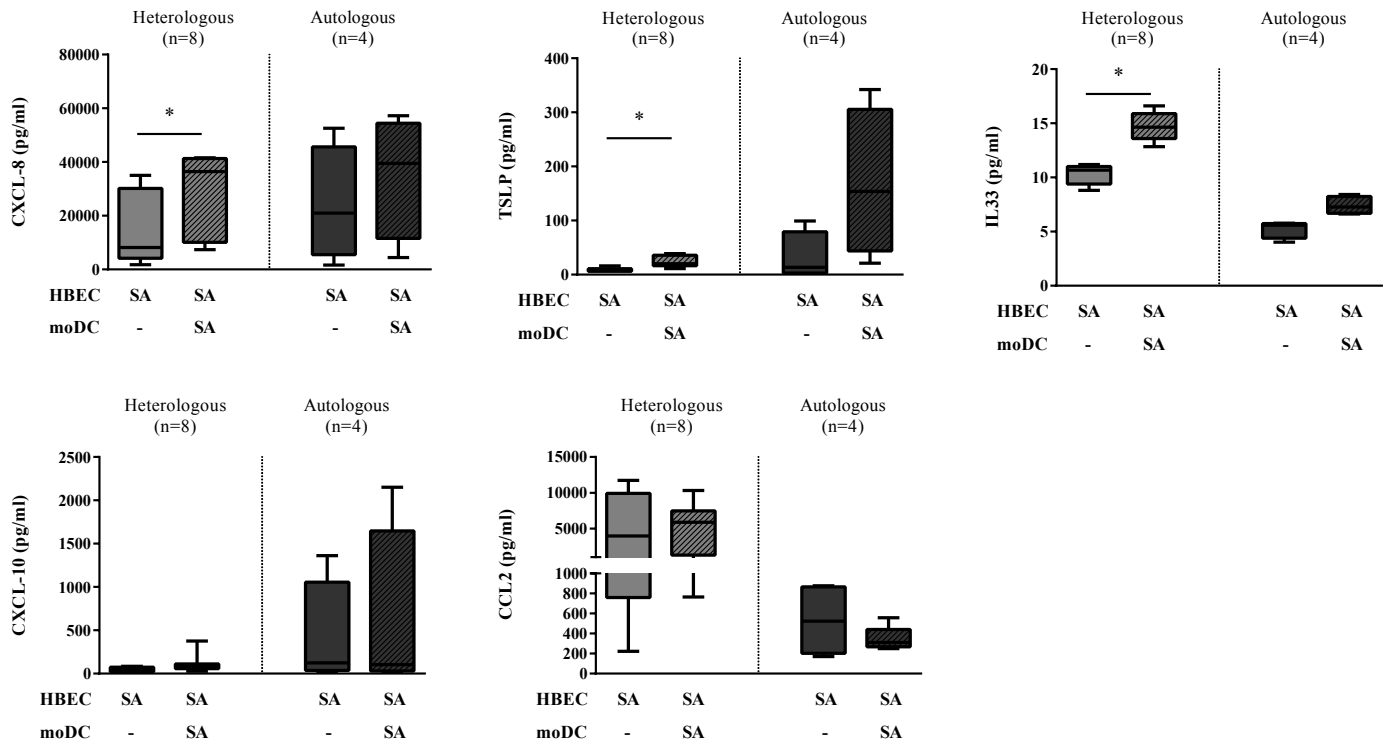 Heterologous
(n=8)
Autologous
(n=4)
CXCL-8 (pg/ml)
80000
60000
40000
20000
0
*
HBEC SA SA SA SA
moDC - SA - SA
Heterologous
(n=8)
Autologous
(n=4)
TSLP (pg/ml)
400
300
200
100
0
*
HBEC SA SA SA SA
moDC - SA - SA
Heterologous
(n=8)
Autologous
(n=4)
IL33 (pg/ml)
20
15
10
5
0
*
HBEC SA SA SA SA
moDC - SA - SA
Heterologous
(n=8)
Autologous
(n=4)
CXCL-10 (pg/ml)
2500
2000
1500
1000
500
0
HBEC SA SA SA SA
moDC - SA - SA
Heterologous
(n=8)
Autologous
(n=4)
CCL2 (pg/ml)
15000
10000
5000
1000
800
600
400
200
0
HBEC SA SA SA SA
moDC - SA - SA